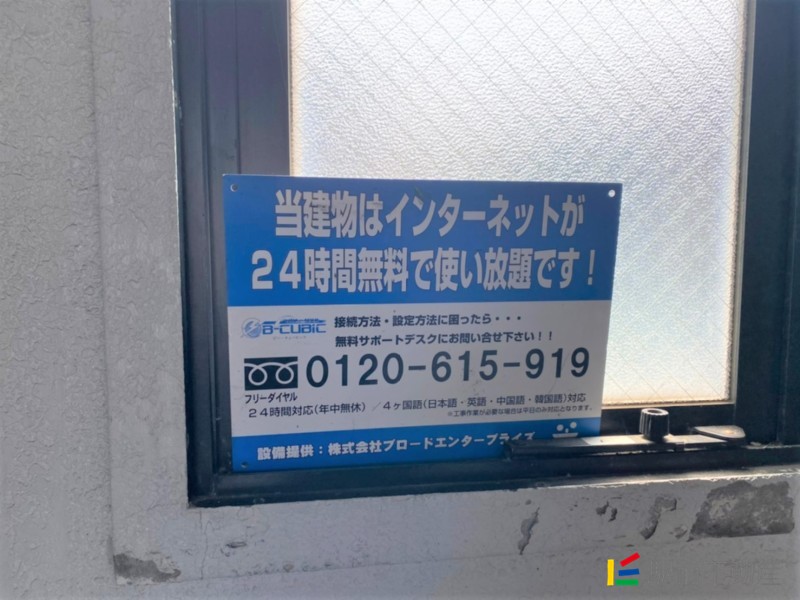 当建物はインターネットが
24時間無料で使い放題です！
B-CUBIC
接続方法・設定方法に困ったら・・・
無料サポートデスクにお問い合せ下さい！！
0120-615-919
フリーダイヤル
24時間対応(年中無休) ／4ヶ国語(日本語・英語・中国語・韓国語)対応
※工事作業が必要な場合は平日のみ対応となります。
設備提供：株式会社ブロードエンタープライズ